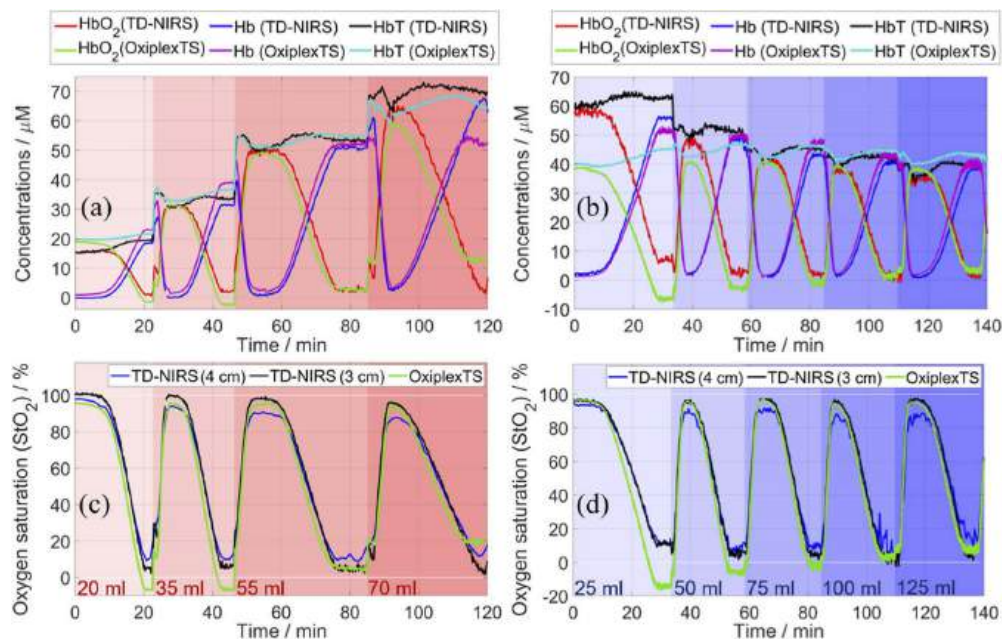 HbO2(TD-NIRS) Hb (TD-NIRS) HbT (TD-NIRS)
HbO2(OxiplexTS) Hb (OxiplexTS) HbT (OxiplexTS)
HbO2(TD-NIRS) Hb (TD-NIRS) HbT (TD-NIRS)
HbO2(OxiplexTS) Hb (OxiplexTS) HbT (OxiplexTS)
Concentrations / μM
70
60
50
40
30
20
10
0
(a)
0 20 40 60 80 100 120
Time / min
Concentrations / μM
70
60
50
40
30
20
10
0
-10
(b)
0 20 40 60 80 100 120 140
Time / min
Oxygen saturation (StO2) / %
100
80
60
40
20
0
TD-NIRS (4 cm) TD-NIRS (3 cm) OxiplexTS
(c)
20 ml 35 ml 55 ml 70 ml
0 20 40 60 80 100 120
Time / min
Oxygen saturation (StO2) / %
100
80
60
40
20
0
-20
TD-NIRS (4 cm) TD-NIRS (3 cm) OxiplexTS
(d)
25 ml 50 ml 75 ml 100 ml 125 ml
0 20 40 60 80 100 120 140
Time / min